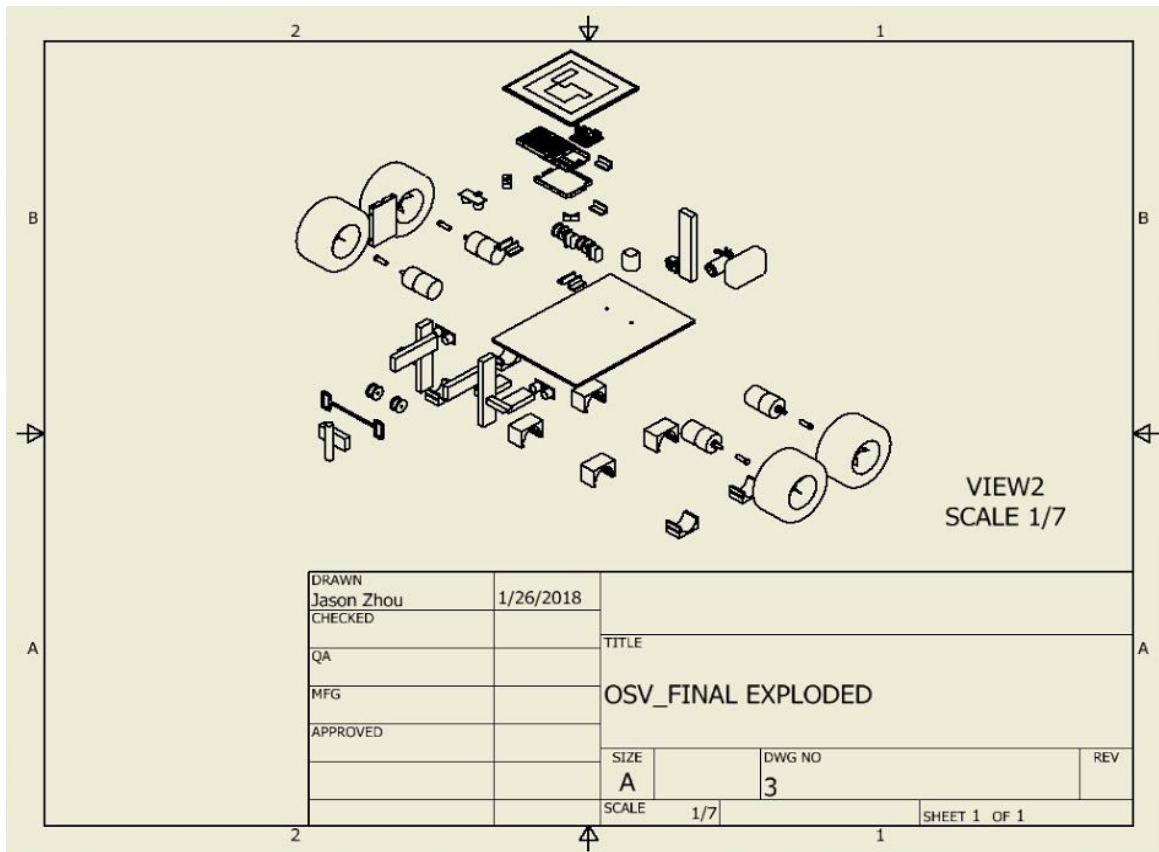 2
1
B
B
VIEW2
SCALE 1/7
DRAWN
Jason Zhou
1/26/2018
CHECKED
TITLE
A
A
QA
MFG
OSV_FINAL EXPLODED
APPROVED
SIZE
DWG NO
REV
A
3
SCALE
1/7
SHEET 1 OF 1
2
1